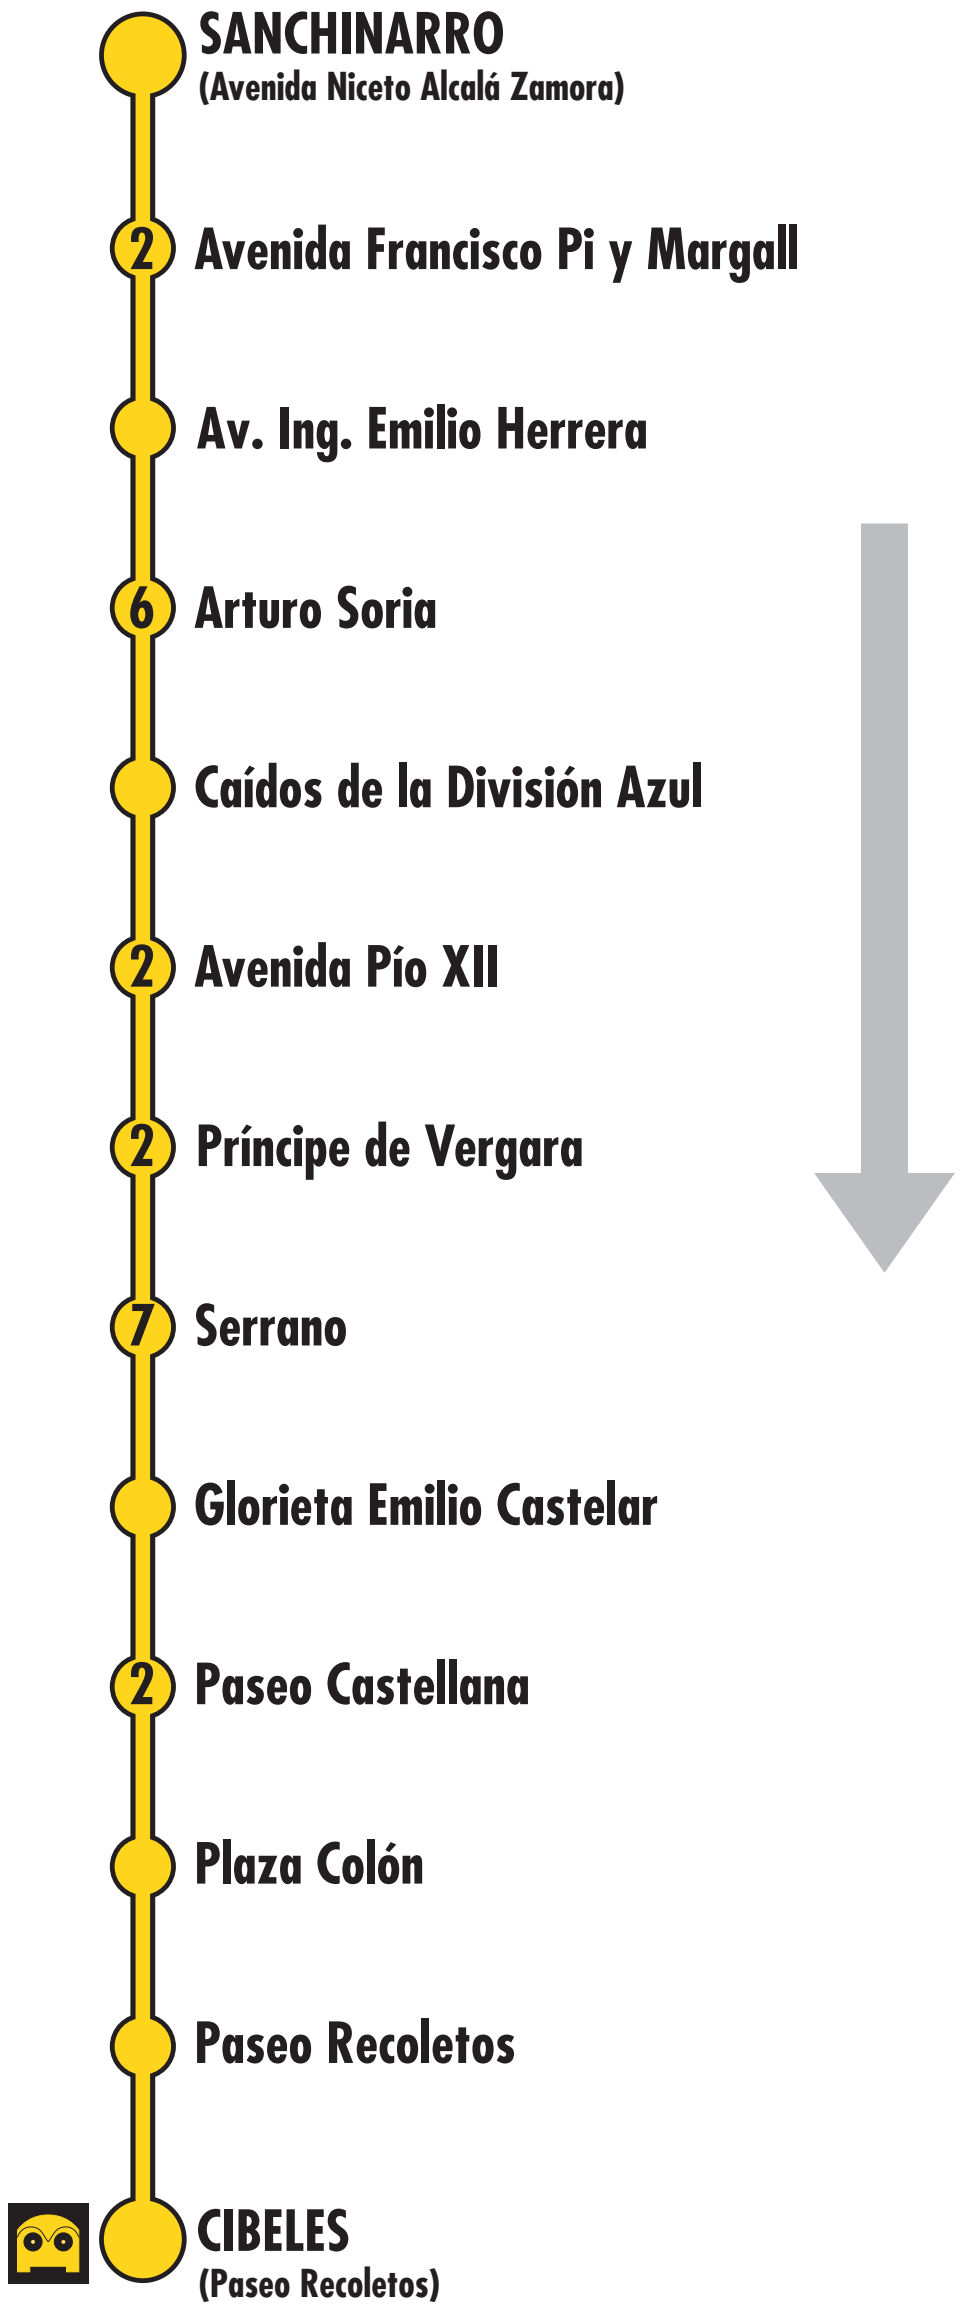 SANCHINARRO
(Avenida Niceto Alcalá Zamora)
2 Avenida Francisco Pi y Margall
Av. Ing. Emilio Herrera
6 Arturo Soria
Caídos de la División Azul
2 Avenida Pío XII
2 Príncipe de Vergara
7 Serrano
Glorieta Emilio Castelar
2 Paseo Castellana
Plaza Colón
Paseo Recoletos
CIBELES
(Paseo Recoletos)